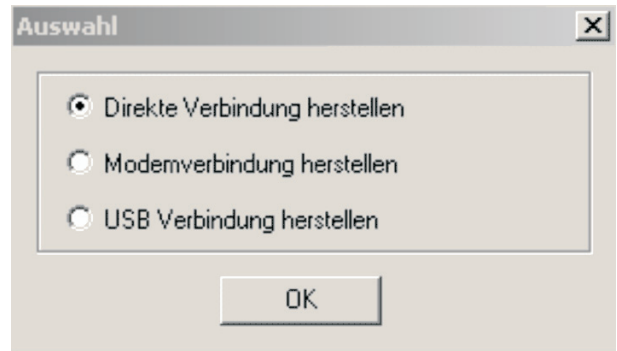 Auswahl
Direkte Verbindung herstellen
Modemverbindung herstellen
USB Verbindung herstellen
OK